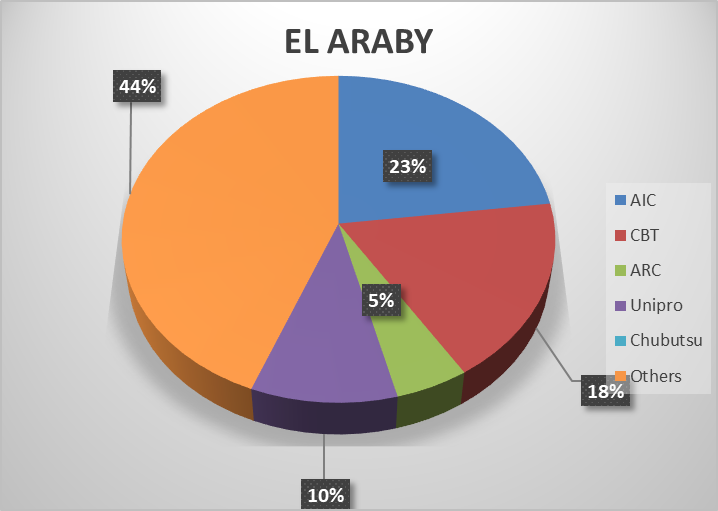 EL ARABY
44%
23%
5%
18%
10%
AIC
CBT
ARC
Unipro
Chubutsu
Others